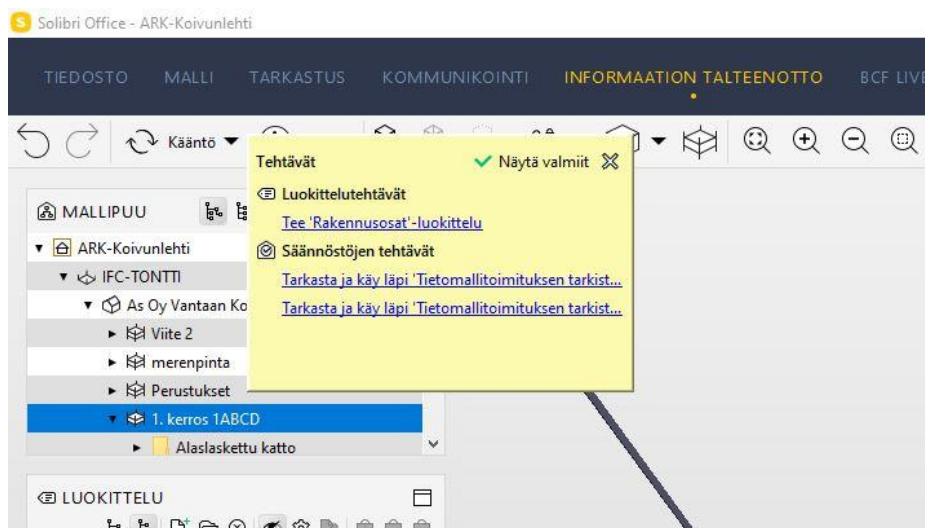 S Solibri Office - ARK-Koivunlehti
TIEDOSTO MALLI TARKASTUS KOMMUNIKOINTI INFORMAATION TALTEENOTTO BCF LIVE
Kääntö
Tehtävät Näytä valmiit
Luokittelutehtävät
Tee 'Rakennusosat'-luokittelu
Säännöstöjen tehtävät
Tarkasta ja käy läpi 'Tietomallitoimituksen tarkist...
Tarkasta ja käy läpi 'Tietomallitoimituksen tarkist...
MALLIPUU
ARK-Koivunlehti
IFC-TONTTI
As Oy Vantaan Ko
Viite 2
merenpinta
Perustukset
1. kerros 1ABCD
Alaslaskettu katto
LUOKITTELU